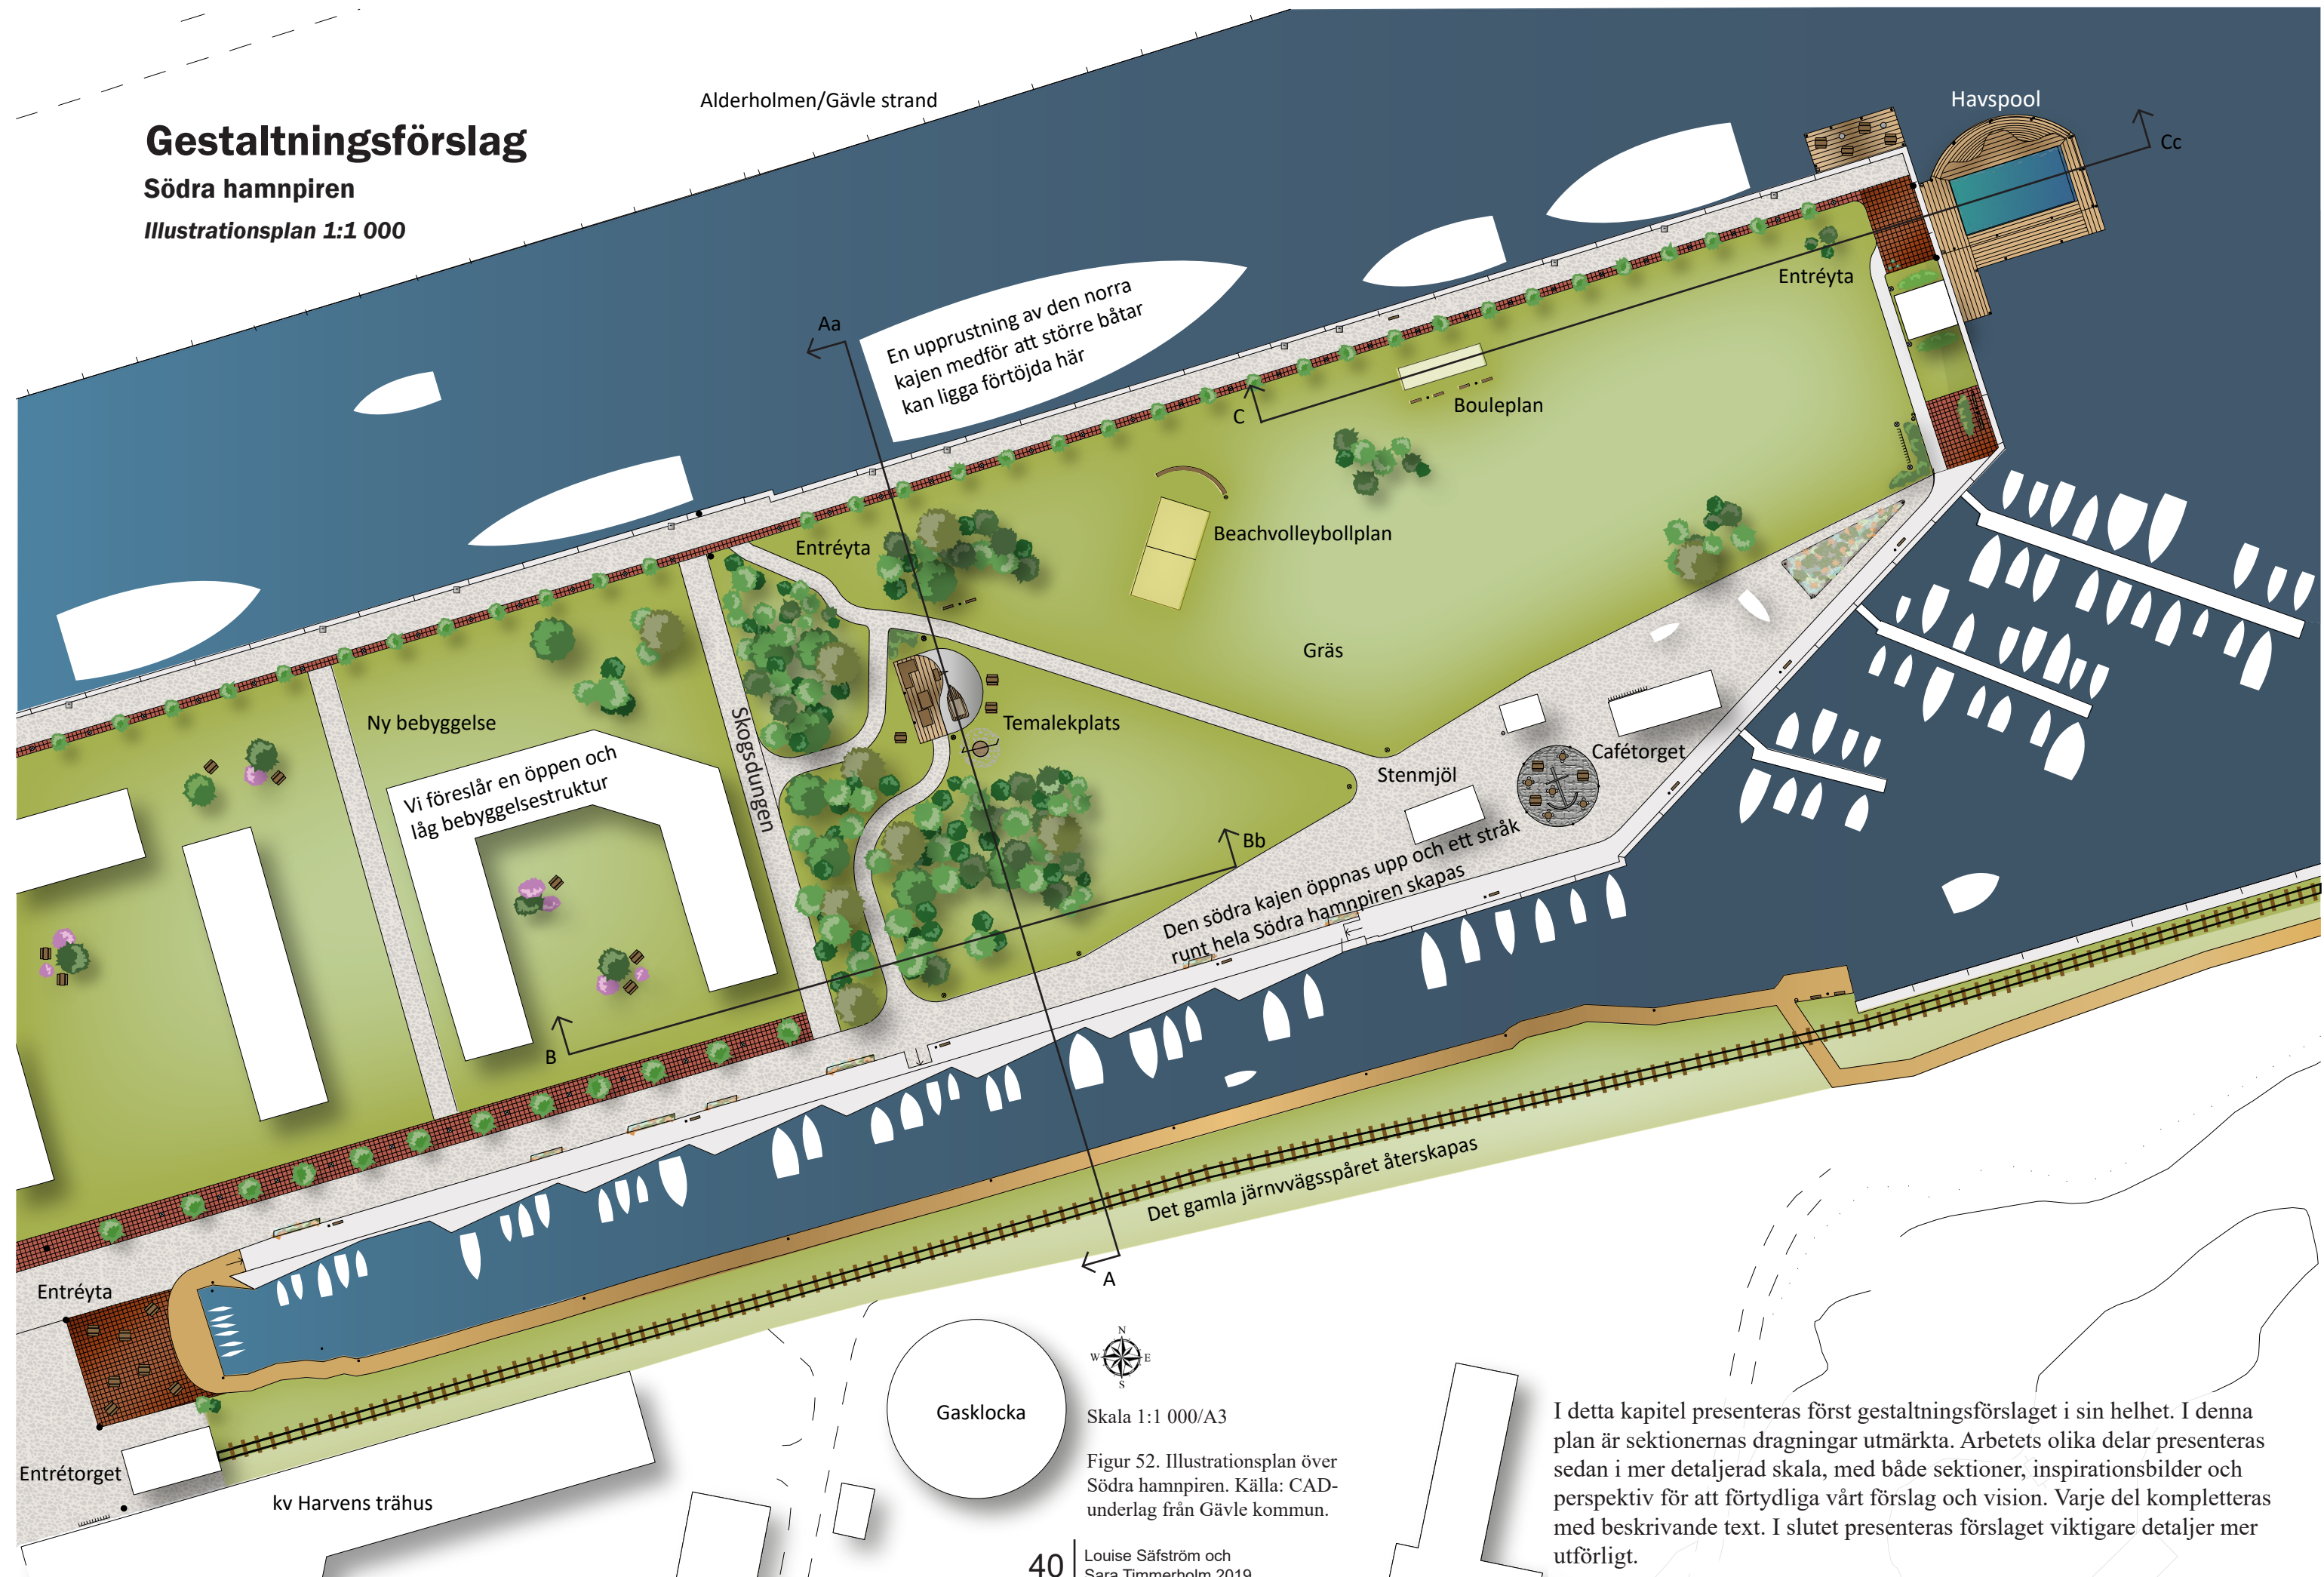 Gestaltningsförslag
Södra hamnpiren
Illustrationsplan 1:1 000
Alderholmen/Gävle strand
Havspool
Cc
Aa
En upprustning av den norra
kajen medför att större båtar
kan ligga förtöjda här
Entréyta
C
Bouleplan
Beachvolleybollplan
Entréyta
Gräs
Ny bebyggelse
Vi föreslår en öppen och
låg bebyggelsestruktur
Skogsdungen
Temalekplats
Stenmjöl
Cafétorget
Bb
Den södra kajen öppnas upp och ett stråk
runt hela Södra hamnpiren skapas
B
Det gamla järnvvägsspåret återskapas
A
Entréyta
Entrétorget
kv Harvens trähus
Gasklocka
N
W
E
S
Skala 1:1 000/A3
Figur 52. Illustrationsplan över
Södra hamnpiren. Källa: CAD-
underlag från Gävle kommun.
40
Louise Säfström och
Sara Timmerholm 2019
I detta kapitel presenteras först gestaltningsförslaget i sin helhet. I denna
plan är sektionernas dragningar utmärkta. Arbetets olika delar presenteras
sedan i mer detaljerad skala, med både sektioner, inspirationsbilder och
perspektiv för att förtydliga vårt förslag och vision. Varje del kompletteras
med beskrivande text. I slutet presenteras förslaget viktigare detaljer mer
utförligt.